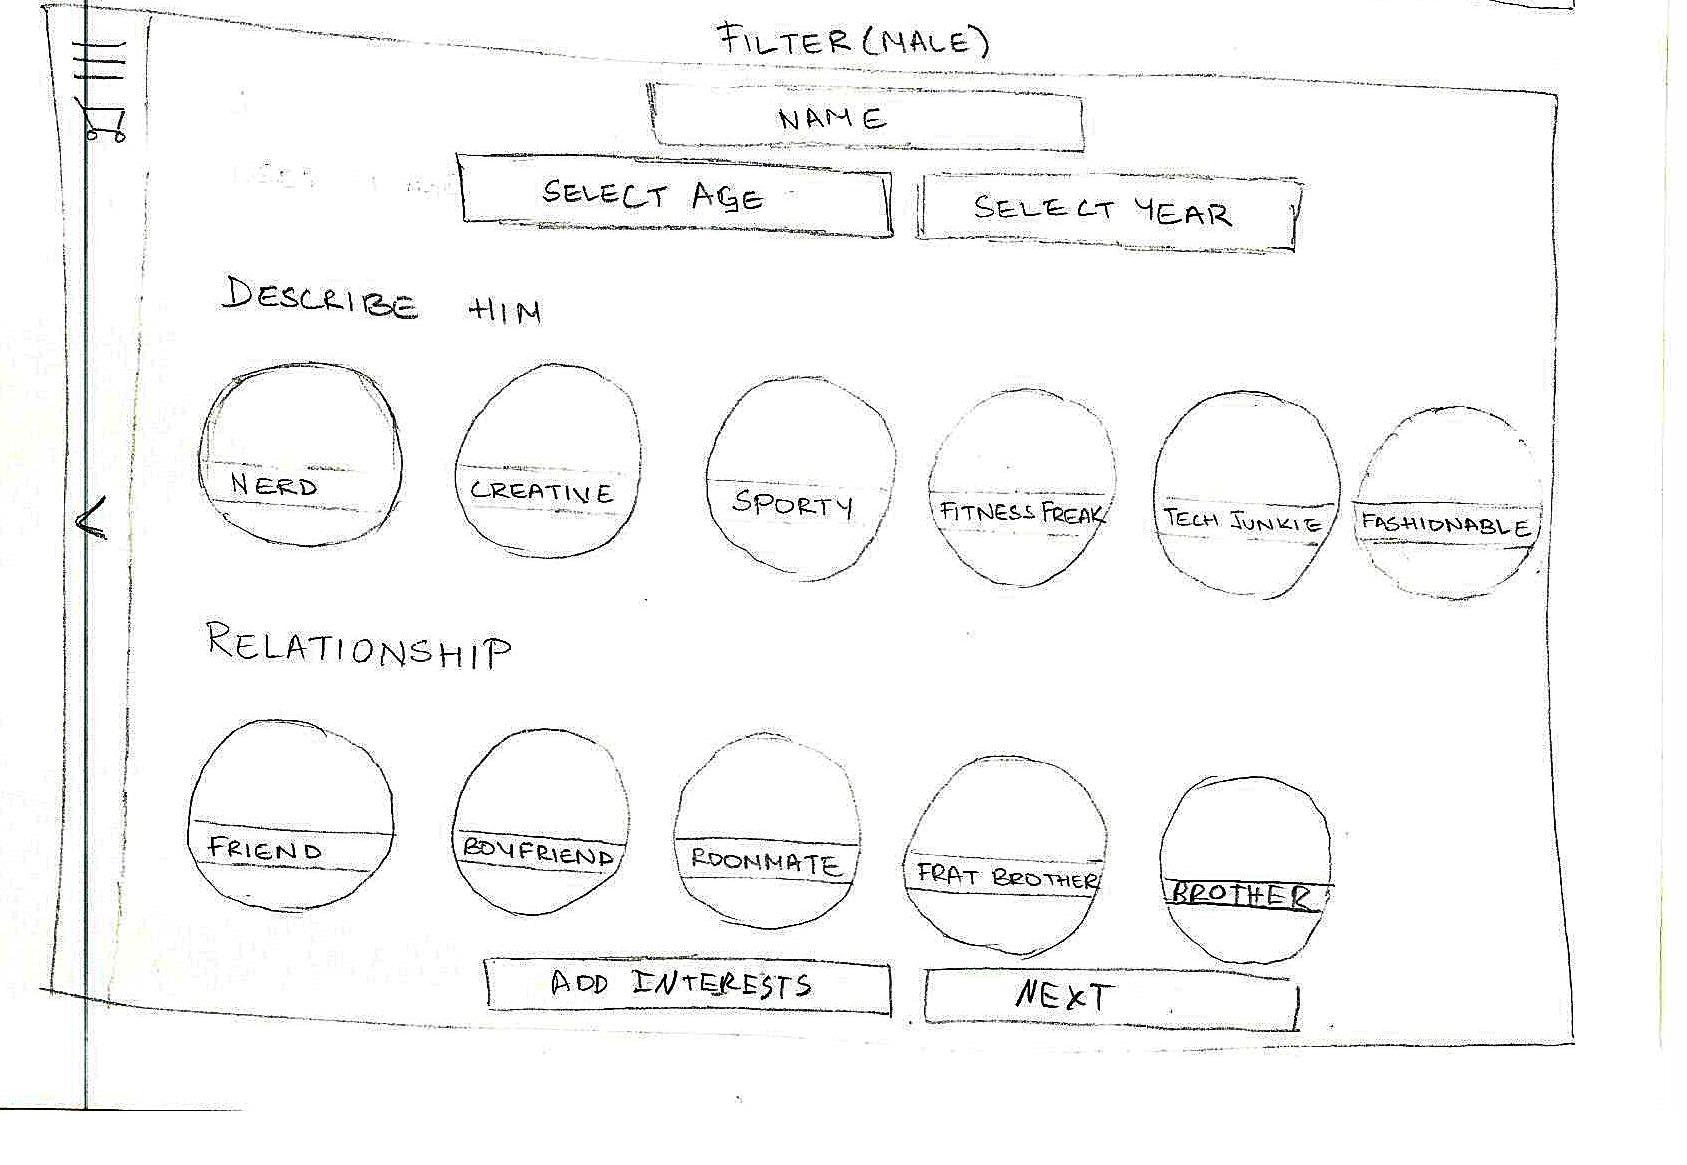 FILTER (MALE)
NAME
SELECT AGE
SELECT YEAR
DESCRIBE HIM
NERD
CREATIVE
SPORTY
FITNESS FREAK
TECH JUNKIE
FASHIONABLE
RELATIONSHIP
FRIEND
BOYFRIEND
ROOMMATE
FRAT BROTHER
BROTHER
ADD INTERESTS
NEXT